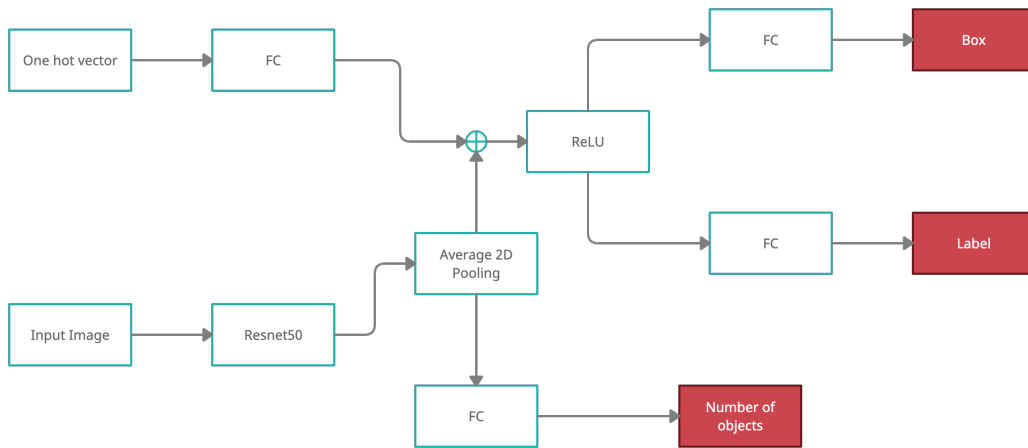 One hot vector
FC
FC
Box
ReLU
Average 2D
Pooling
FC
Label
Input Image
Resnet50
FC
Number of
objects